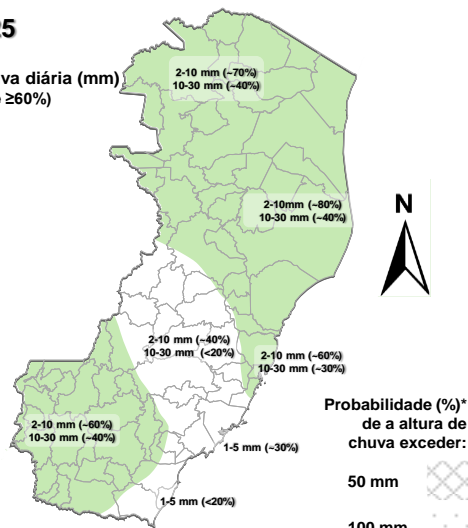 25
va diária (mm)
≥60%)
2-10 mm (~70%)
10-30 mm (~40%)
2-10mm (~80%)
10-30 mm (~40%)
N
2-10 mm (~40%)
10-30 mm (<20%)
2-10 mm (~60%)
10-30 mm (~30%)
2-10 mm (~60%)
10-30 mm (~40%)
1-5 mm (~30%)
1-5 mm (<20%)
Probabilidade (%)*
de a altura de
chuva exceder:
50 mm
100 mm